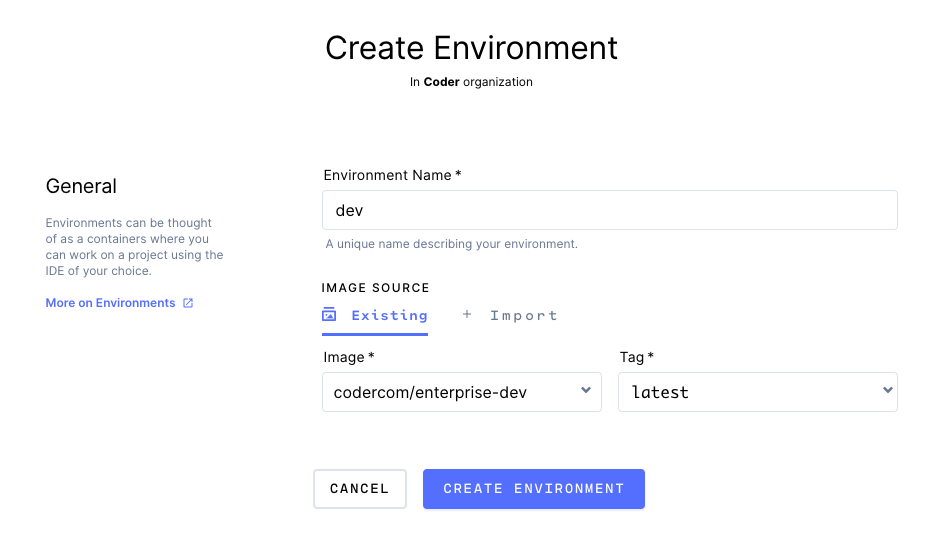 Create Environment
In Coder organization
General
Environments can be thought
of as a containers where you
can work on a project using the
IDE of your choice.
More on Environments
Environment Name *
dev
A unique name describing your environment.
IMAGE SOURCE
Existing
+ Import
Image *
Tag *
codercom/enterprise-dev
latest
CANCEL
CREATE ENVIRONMENT